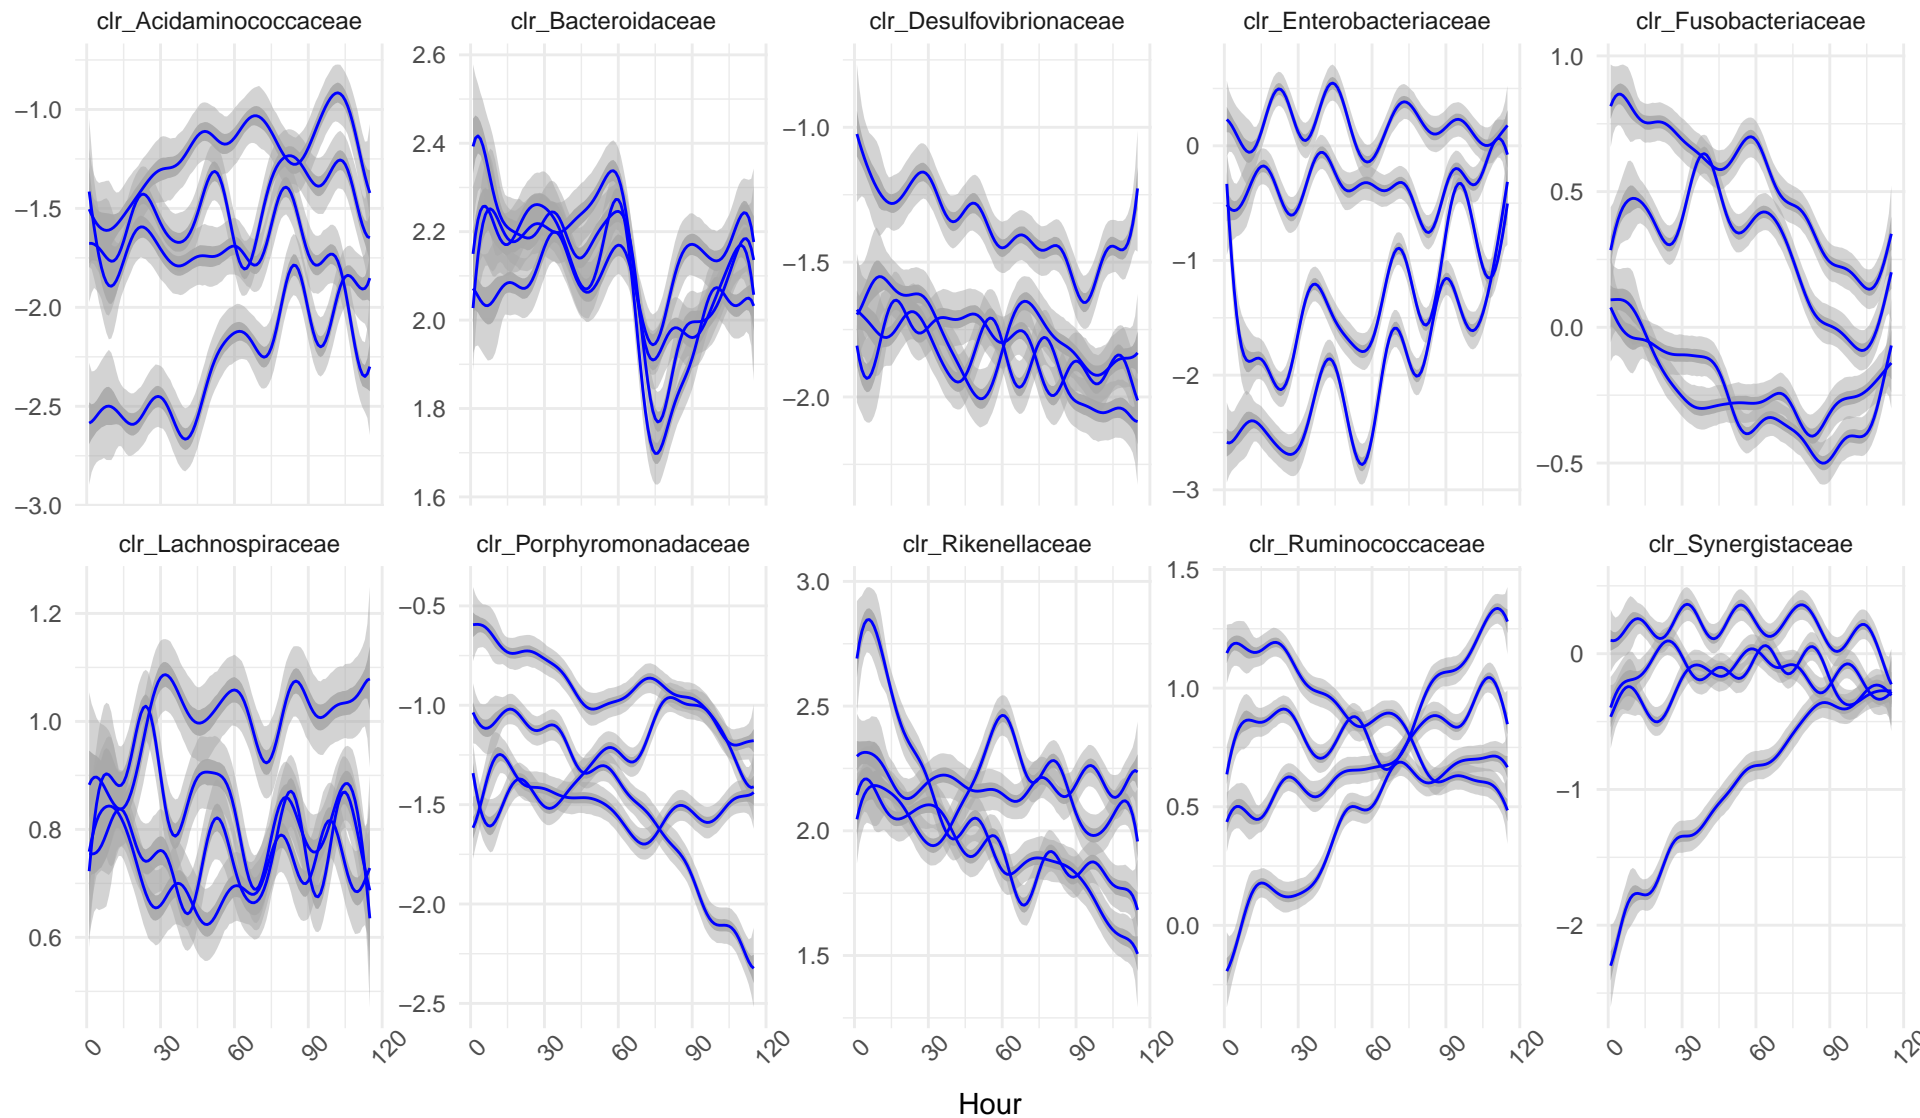 clr_Acidaminococcaceae
clr_Bacteroidaceae
clr_Desulfovibrionaceae
clr_Enterobacteriaceae
clr_Fusobacteriaceae
−1.0
−1.5
−2.0
−2.5
−3.0
2.6
2.4
2.2
2.0
1.8
1.6
−1.0
−1.5
−2.0
0
−1
−2
−3
1.0
0.5
0.0
−0.5
clr_Lachnospiraceae
clr_Porphyromonadaceae
clr_Rikenellaceae
clr_Ruminococcaceae
clr_Synergistaceae
1.2
1.0
0.8
0.6
−0.5
−1.0
−1.5
−2.0
−2.5
3.0
2.5
2.0
1.5
1.5
1.0
0.5
0.0
0
−1
−2
0 30 60 90 120
0 30 60 90 120
0 30 60 90 120
0 30 60 90 120
0 30 60 90 120
Hour